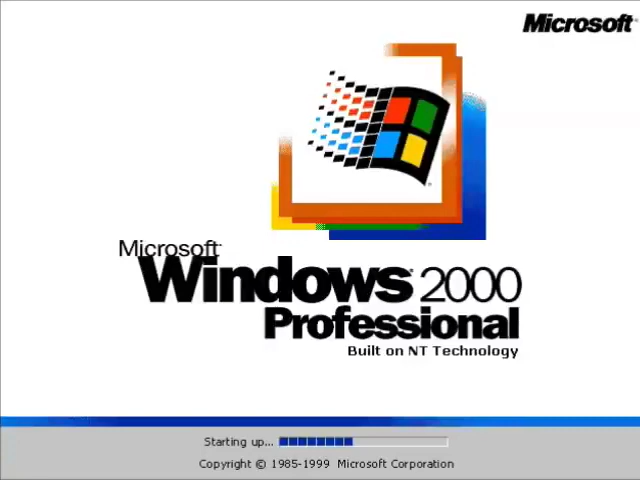 Microsoft
Microsoft
Windows 2000
Professional
Built on NT Technology
Starting up...
Copyright © 1985-1999 Microsoft Corporation